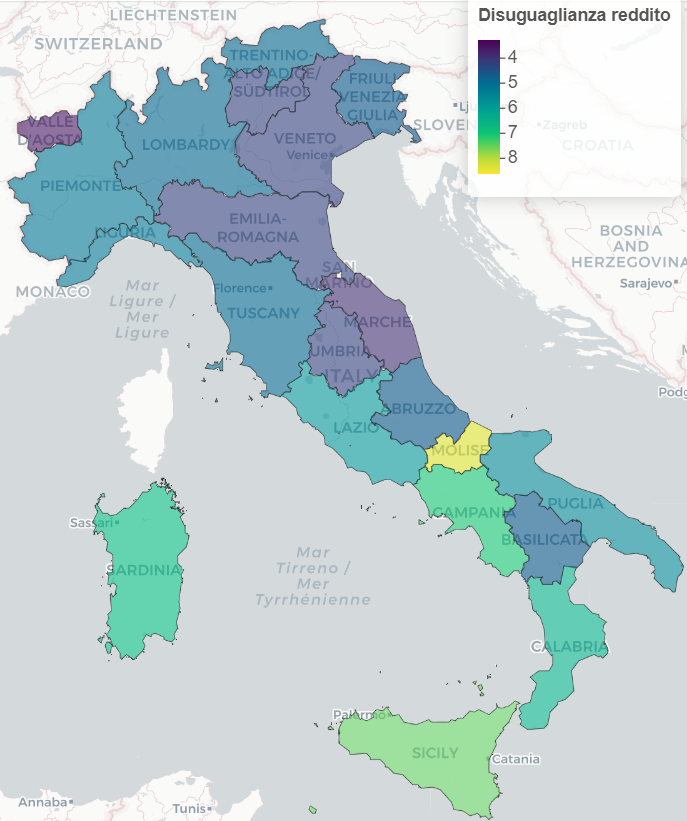 LIECHTENSTEIN
Disuguaglianza reddito
SWITZERLAND
TRENTINO-
ALTO ADIGE/
SÜDTIROL
FRIULI
VENEZIA
GIULIA
4
5
6
7
8
VALLE
D'AOSTA
LOMBARDY
VENETO
Venice
SLOVEN
Lj
Zagreb
CROATIA
PIEMONTE
LIGURIA
EMILIA-
ROMAGNA
BOSNIA
AND
HERZEGOVINA
Sarajevo
MONACO
Mar
Ligure /
Mer
Ligure
Florence
TUSCANY
SAN
MARINO
MARCHE
UMBRIA
ITALY
Podg
ABRUZZO
LAZIO
MOLISE
CAMPANIA
PUGLIA
BASILICATA
Sassari
SARDINIA
Mar
Tirreno /
Mer
Tyrrhénienne
CALABRIA
Palermo
SICILY
Catania
Annaba
Tunis